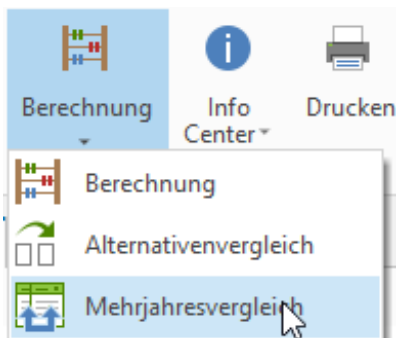 Berechnung
Info
Center
Drucken
Berechnung
Alternativenvergleich
Mehrjahresvergleich